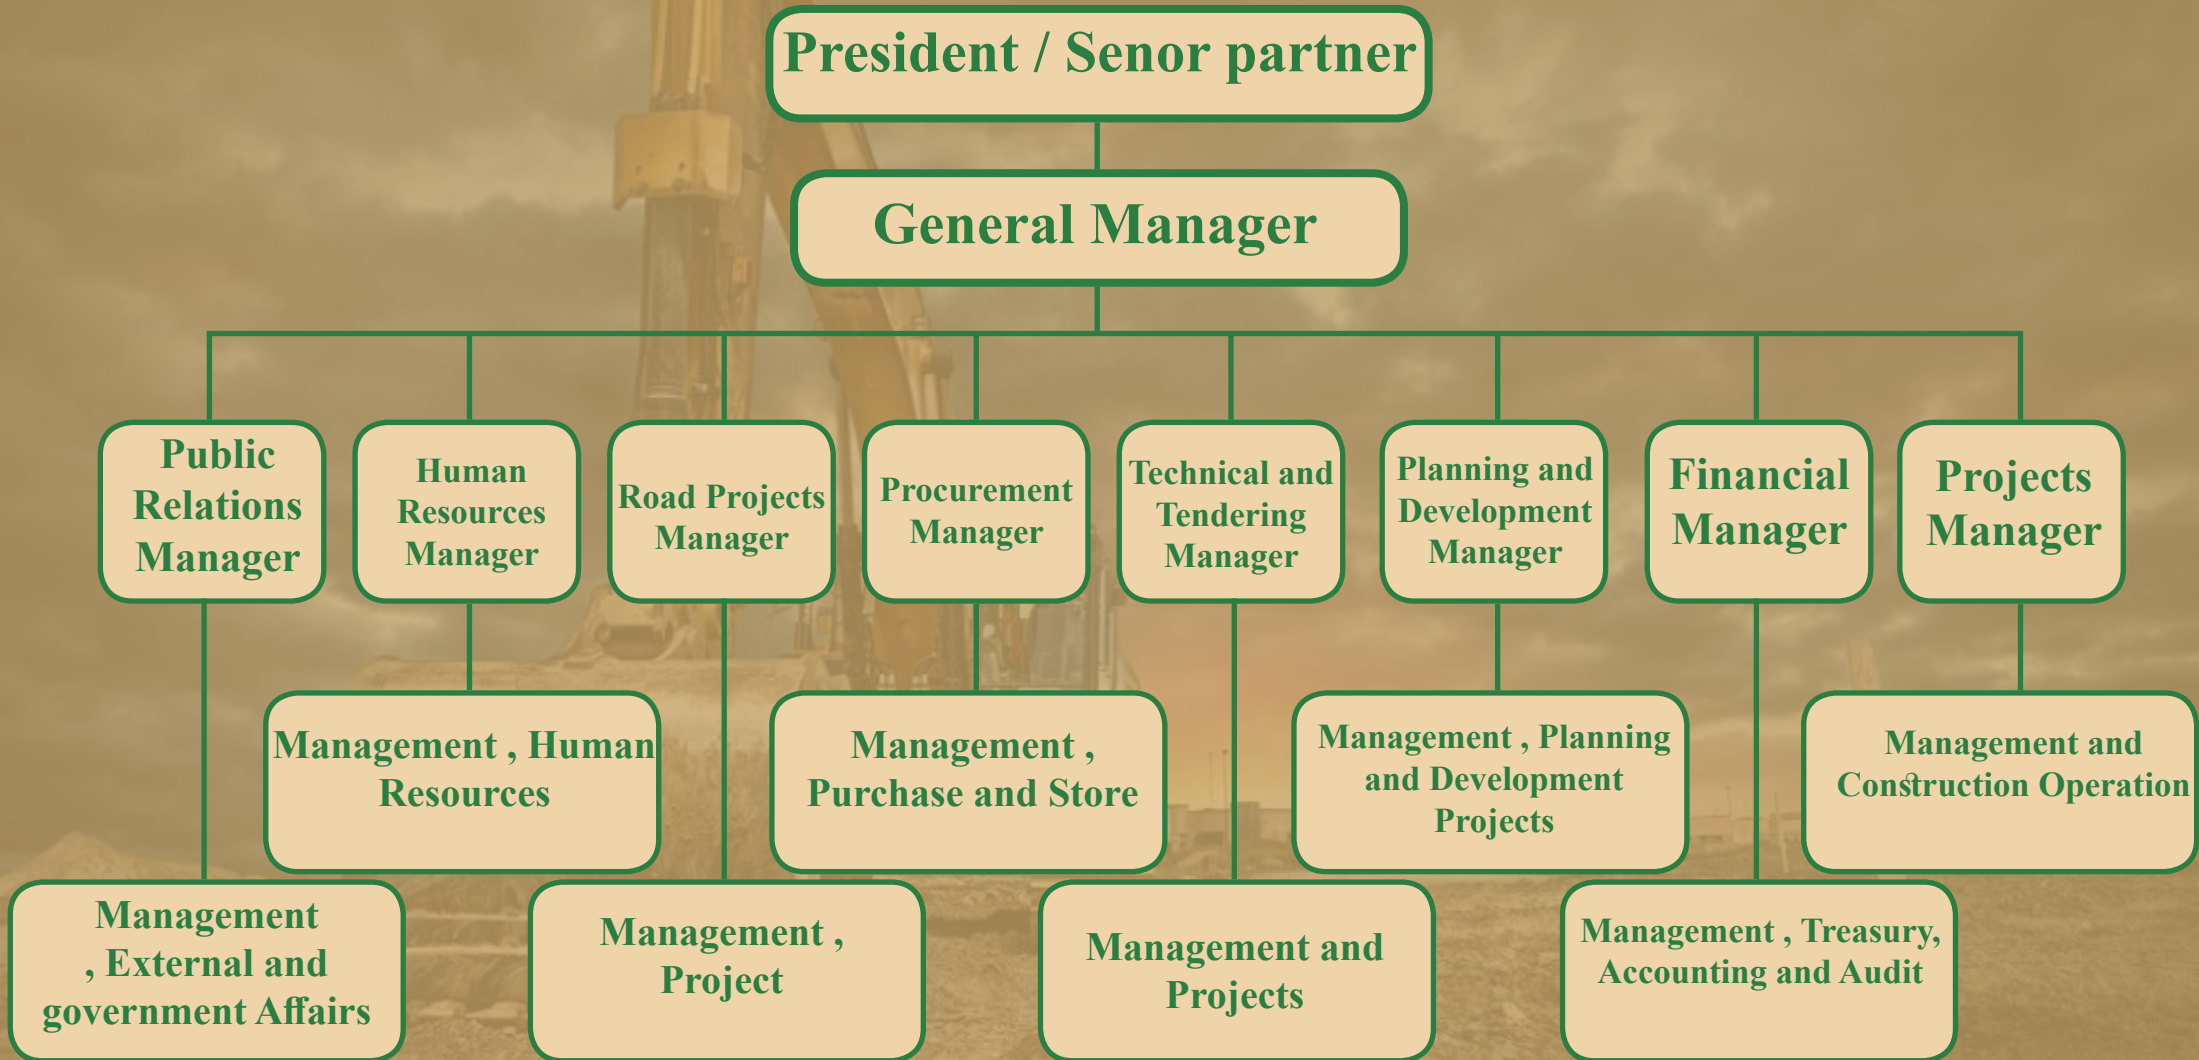 President / Senor partner
General Manager
Public
Relations
Manager
Human
Resources
Manager
Road Projects
Manager
Procurement
Manager
Technical and
Tendering
Manager
Planning and
Development
Manager
Financial
Manager
Projects
Manager
Management , Human
Resources
Management ,
Purchase and Store
Management , Planning
and Development
Projects
Management and
Construction Operation
Management
, External and
government Affairs
Management ,
Project
Management and
Projects
Management , Treasury,
Accounting and Audit